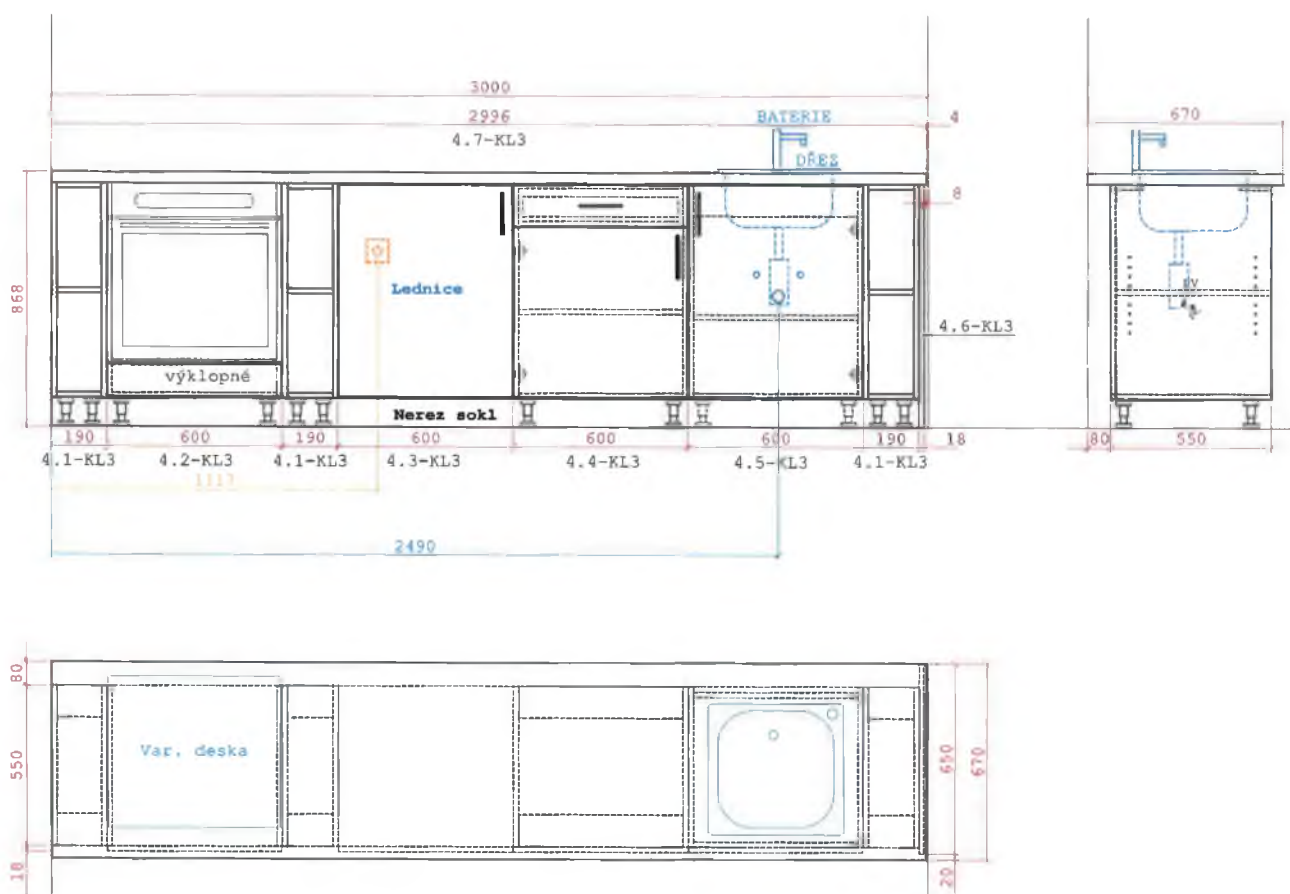 3000
2996
4
670
BATERIE
4.7-KL3
DŘEZ
8
868
Lednice
4.6-KL3
výklopné
Nerez sokl
190
600
190
600
600
600
190
18
80
550
4.1-KL3
4.2-KL3
4.1-KL3
4.3-KL3
4.4-KL3
4.5-KL3
4.1-KL3
1117
2490
80
550
18
Var. deska
650
670
20